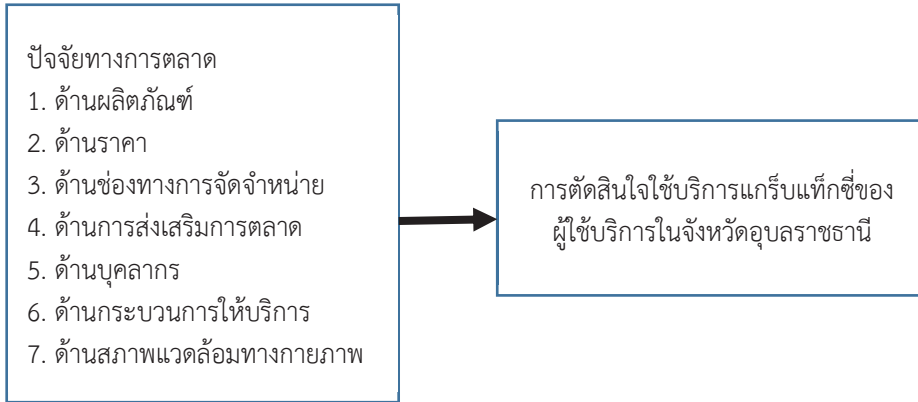 ปัจจัยทางการตลาด
1. ด้านผลิตภัณฑ์
2. ด้านราคา
3. ด้านช่องทางการจัดจำหน่าย
4. ด้านการส่งเสริมการตลาด
5. ด้านบุคลากร
6. ด้านกระบวนการให้บริการ
7. ด้านสภาพแวดล้อมทางกายภาพ
การตัดสินใจใช้บริการแกร็บแท็กซี่ของ
ผู้ใช้บริการในจังหวัดอุบลราชธานี